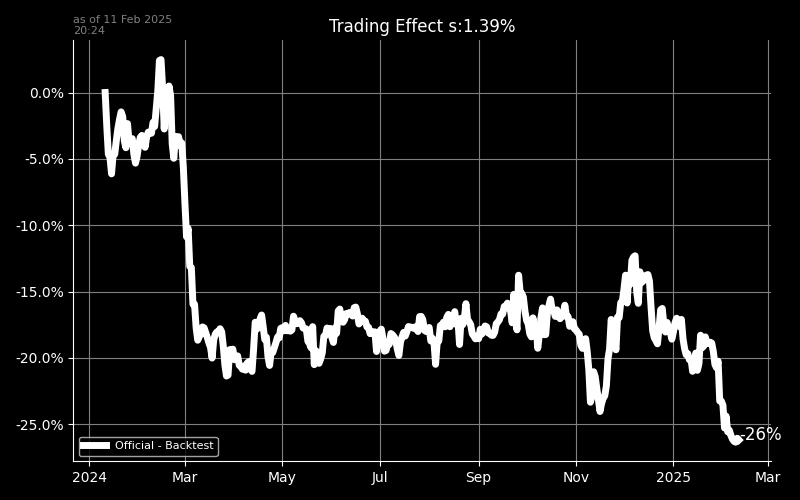 as of 11 Feb 2025
20:24
Trading Effect s:1.39%
0.0%
-5.0%
-10.0%
-15.0%
-20.0%
-25.0%
-26%
Official - Backtest
2024 Mar May Jul Sep Nov 2025 Mar